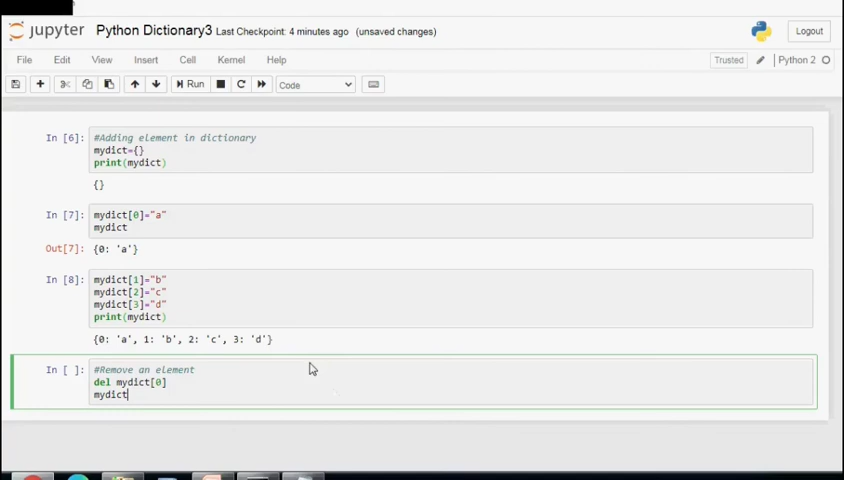 jupyter Python Dictionary3 Last Checkpoint: 4 minutes ago (unsaved changes) Logout
File Edit View Insert Cell Kernel Help Trusted Python 2
Run Code
In [6]: #Adding element in dictionary
mydict={}
print(mydict)
{}
In [7]: mydict[0]="a"
mydict
Out[7]: {0: 'a'}
In [8]: mydict[1]="b"
mydict[2]="c"
mydict[3]="d"
print(mydict)
{0: 'a', 1: 'b', 2: 'c', 3: 'd'}
In [ ]: #Remove an element
del mydict[0]
mydict